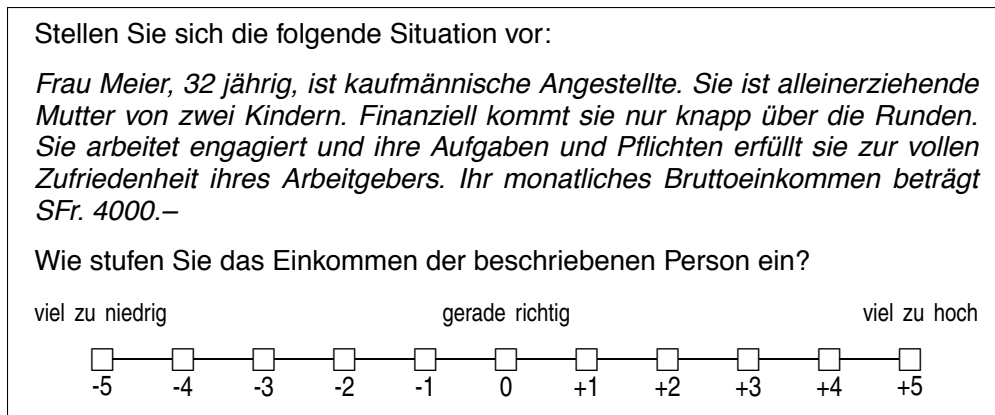 Stellen Sie sich die folgende Situation vor:
Frau Meier, 32 jährig, ist kaufmännische Angestellte. Sie ist alleinerziehende
Mutter von zwei Kindern. Finanziell kommt sie nur knapp über die Runden.
Sie arbeitet engagiert und ihre Aufgaben und Pflichten erfüllt sie zur vollen
Zufriedenheit ihres Arbeitgebers. Ihr monatliches Bruttoeinkommen beträgt
SFr. 4000.–
Wie stufen Sie das Einkommen der beschriebenen Person ein?
viel zu niedrig gerade richtig viel zu hoch
-5 -4 -3 -2 -1 0 +1 +2 +3 +4 +5